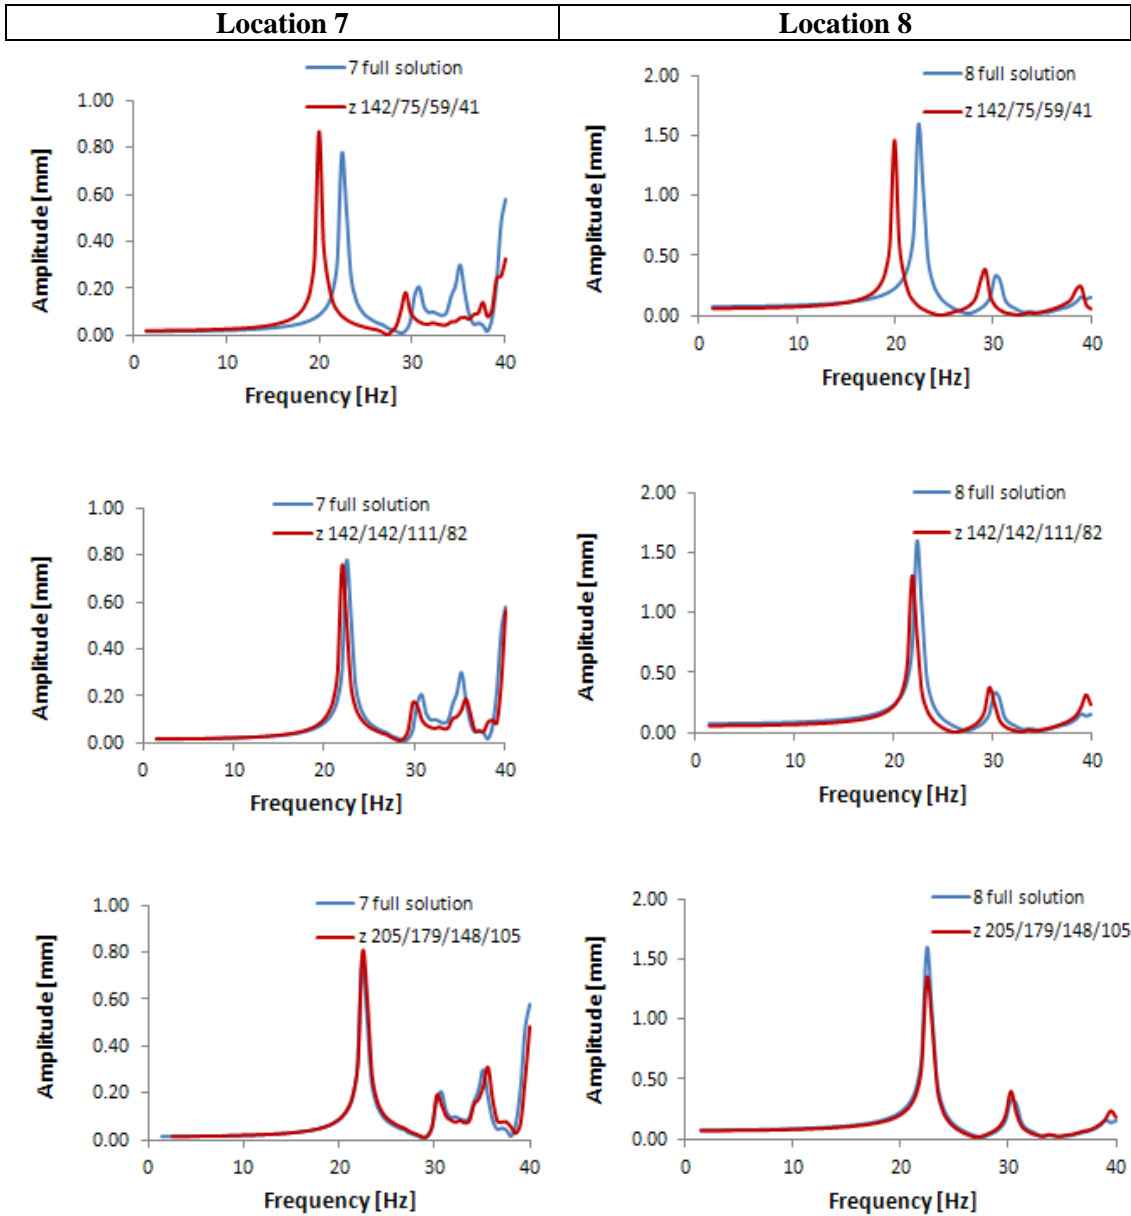 Location 7
Location 8
7 full solution
z 142/75/59/41
1.00
0.80
0.60
0.40
0.20
0.00
0 10 20 30 40
Amplitude [mm]
Frequency [Hz]
8 full solution
z 142/75/59/41
2.00
1.50
1.00
0.50
0.00
0 10 20 30 40
Amplitude [mm]
Frequency [Hz]
7 full solution
z 142/142/111/82
1.00
0.80
0.60
0.40
0.20
0.00
0 10 20 30 40
Amplitude [mm]
Frequency [Hz]
8 full solution
z 142/142/111/82
2.00
1.50
1.00
0.50
0.00
0 10 20 30 40
Amplitude [mm]
Frequency [Hz]
7 full solution
z 205/179/148/105
1.00
0.80
0.60
0.40
0.20
0.00
0 10 20 30 40
Amplitude [mm]
Frequency [Hz]
8 full solution
z 205/179/148/105
2.00
1.50
1.00
0.50
0.00
0 10 20 30 40
Amplitude [mm]
Frequency [Hz]